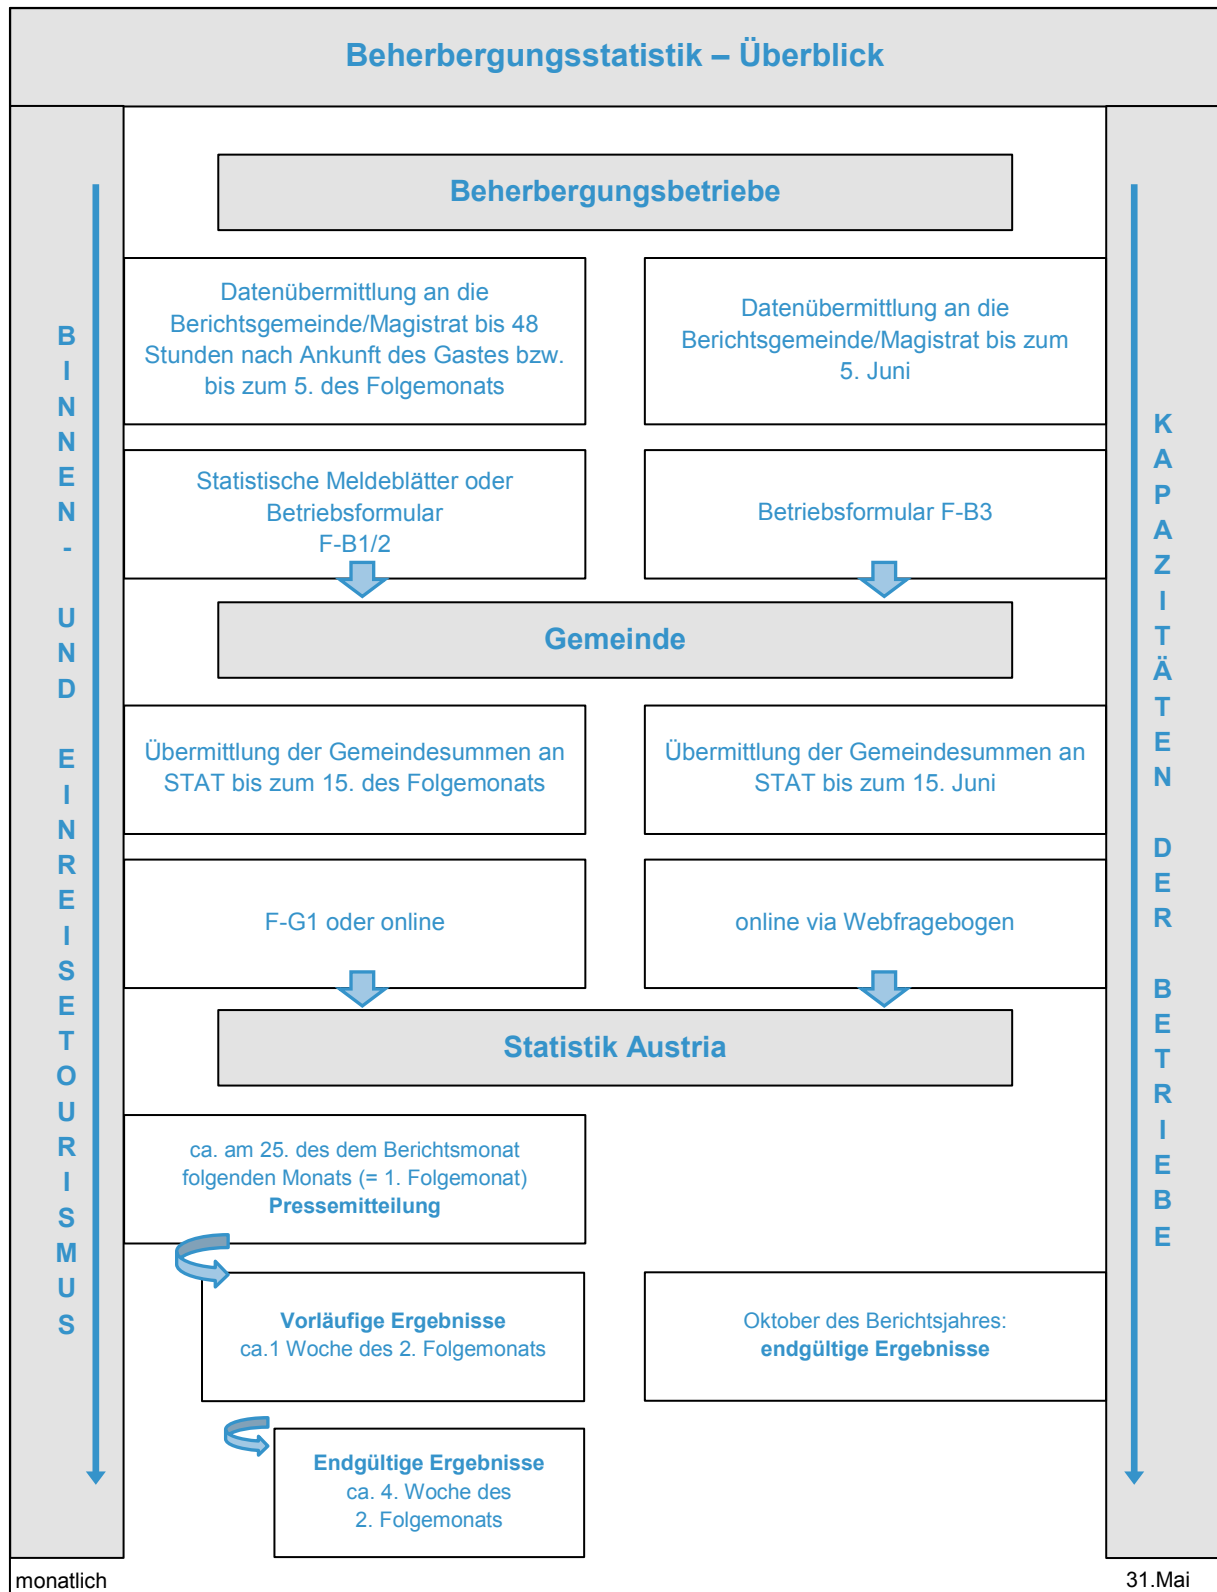 Beherbergungsstatistik – Überblick
BINNEN- UND EINREISETOURISMUS
KAPAZITÄTEN DER BETRIEBE
Beherbergungsbetriebe
Datenübermittlung an die
Berichtsgemeinde/Magistrat bis 48
Stunden nach Ankunft des Gastes bzw.
bis zum 5. des Folgemonats
Datenübermittlung an die
Berichtsgemeinde/Magistrat bis zum
5. Juni
Statistische Meldeblätter oder
Betriebsformular
F-B1/2
Betriebsformular F-B3
Gemeinde
Übermittlung der Gemeindesummen an
STAT bis zum 15. des Folgemonats
Übermittlung der Gemeindesummen an
STAT bis zum 15. Juni
F-G1 oder online
online via Webfragebogen
Statistik Austria
ca. am 25. des dem Berichtsmonat
folgenden Monats (= 1. Folgemonat)
Pressemitteilung
Vorläufige Ergebnisse
ca.1 Woche des 2. Folgemonats
Oktober des Berichtsjahres:
endgültige Ergebnisse
Endgültige Ergebnisse
ca. 4. Woche des
2. Folgemonats
monatlich
31.Mai